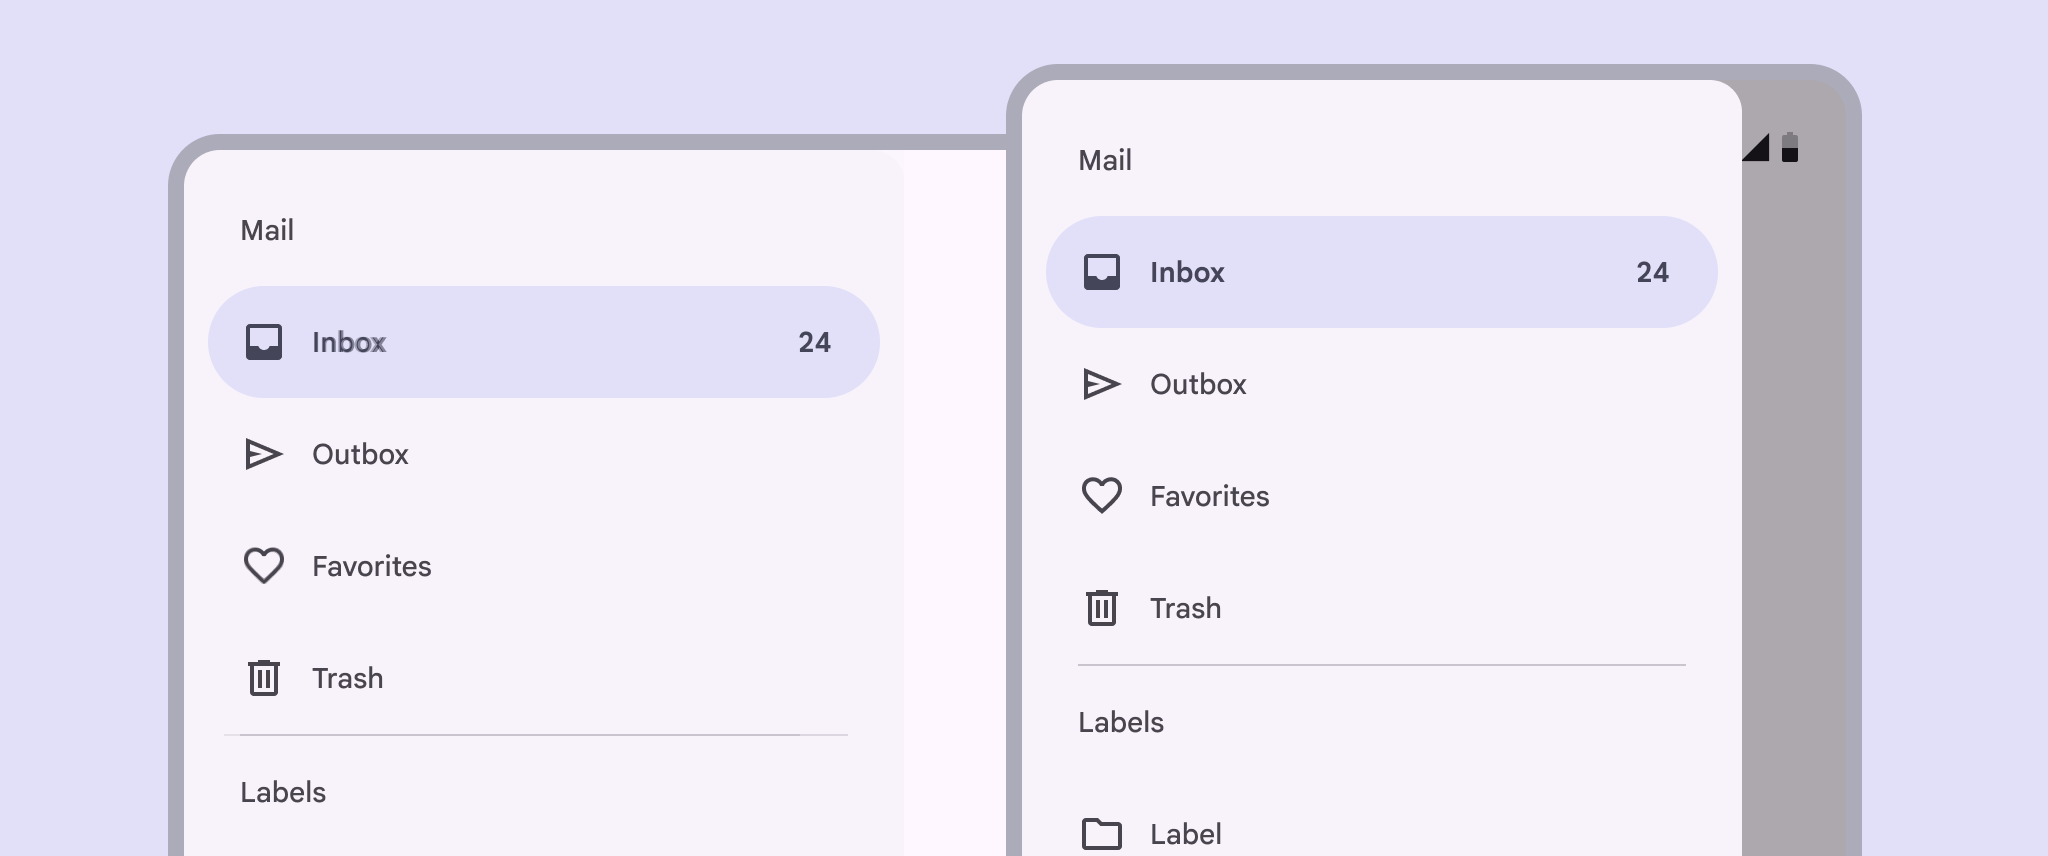 Mail
Inbox 24
Outbox
Favorites
Trash
Labels
Mail
Inbox 24
Outbox
Favorites
Trash
Labels
Label